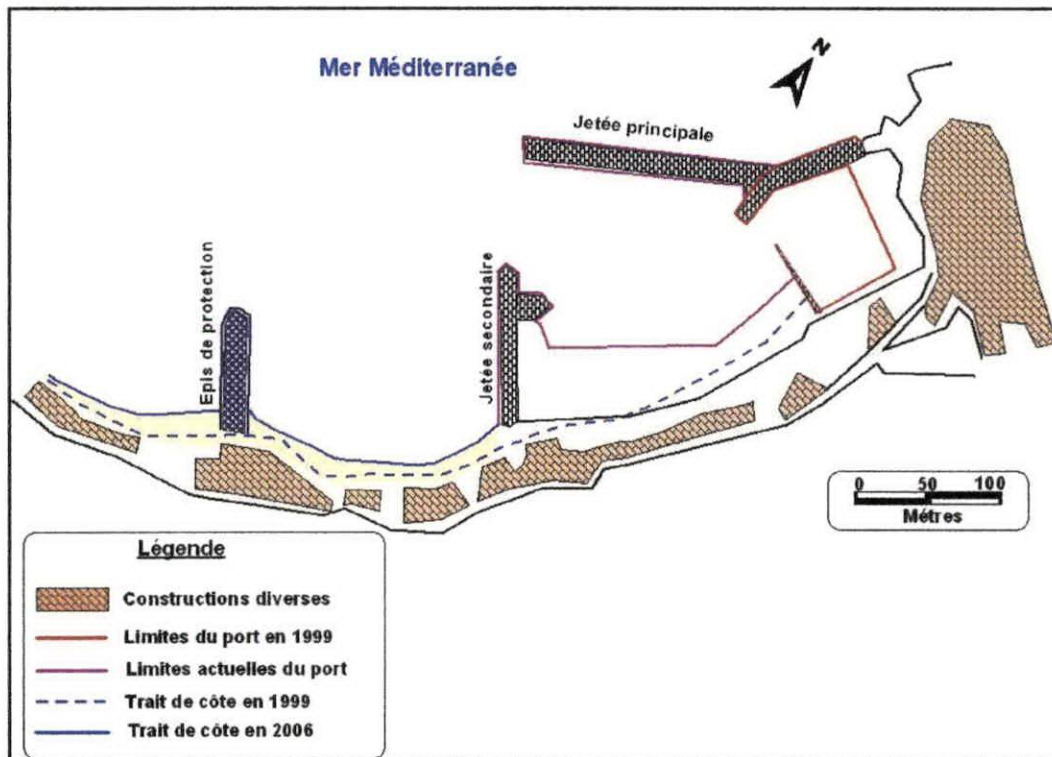 Mer Méditerranée
N
Jetée principale
Epis de protection
Jetée secondaire
0 50 100
Métres
Légende
Constructions diverses
Limites du port en 1999
Limites actuelles du port
Trait de côte en 1999
Trait de côte en 2006